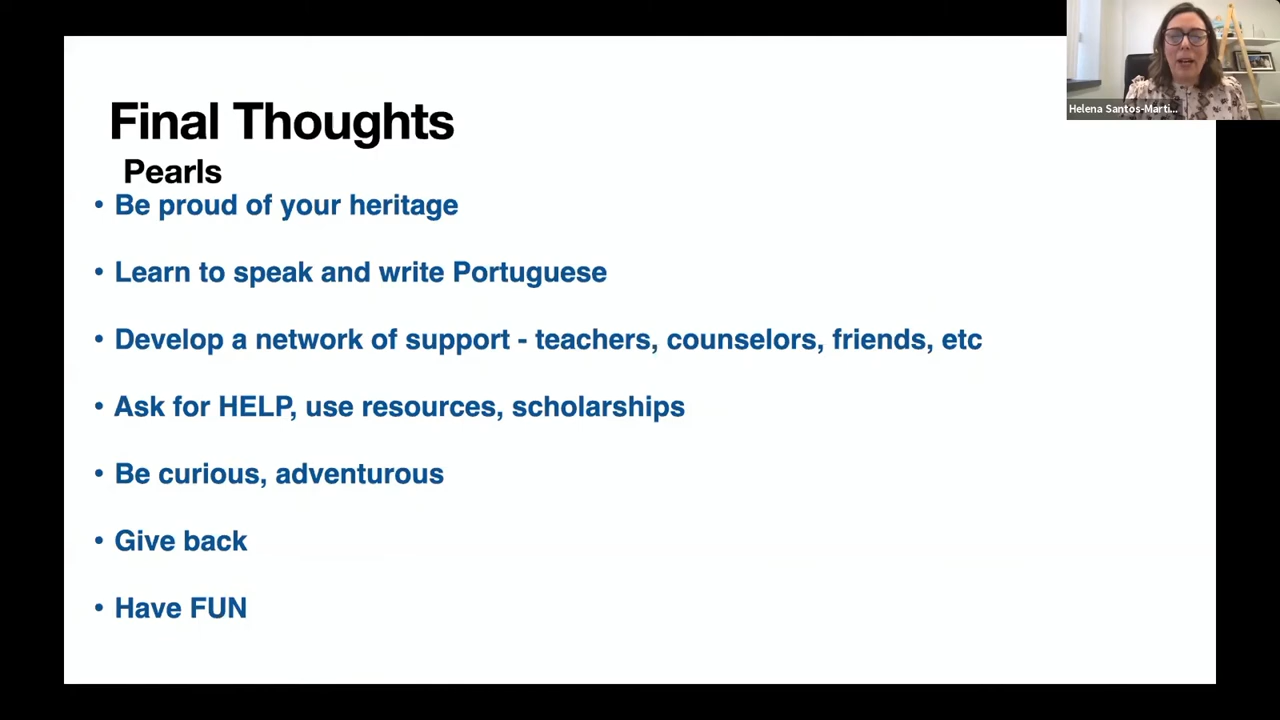 Helena Santos-Marti...
Final Thoughts
Pearls
• Be proud of your heritage
• Learn to speak and write Portuguese
• Develop a network of support - teachers, counselors, friends, etc
• Ask for HELP, use resources, scholarships
• Be curious, adventurous
• Give back
• Have FUN